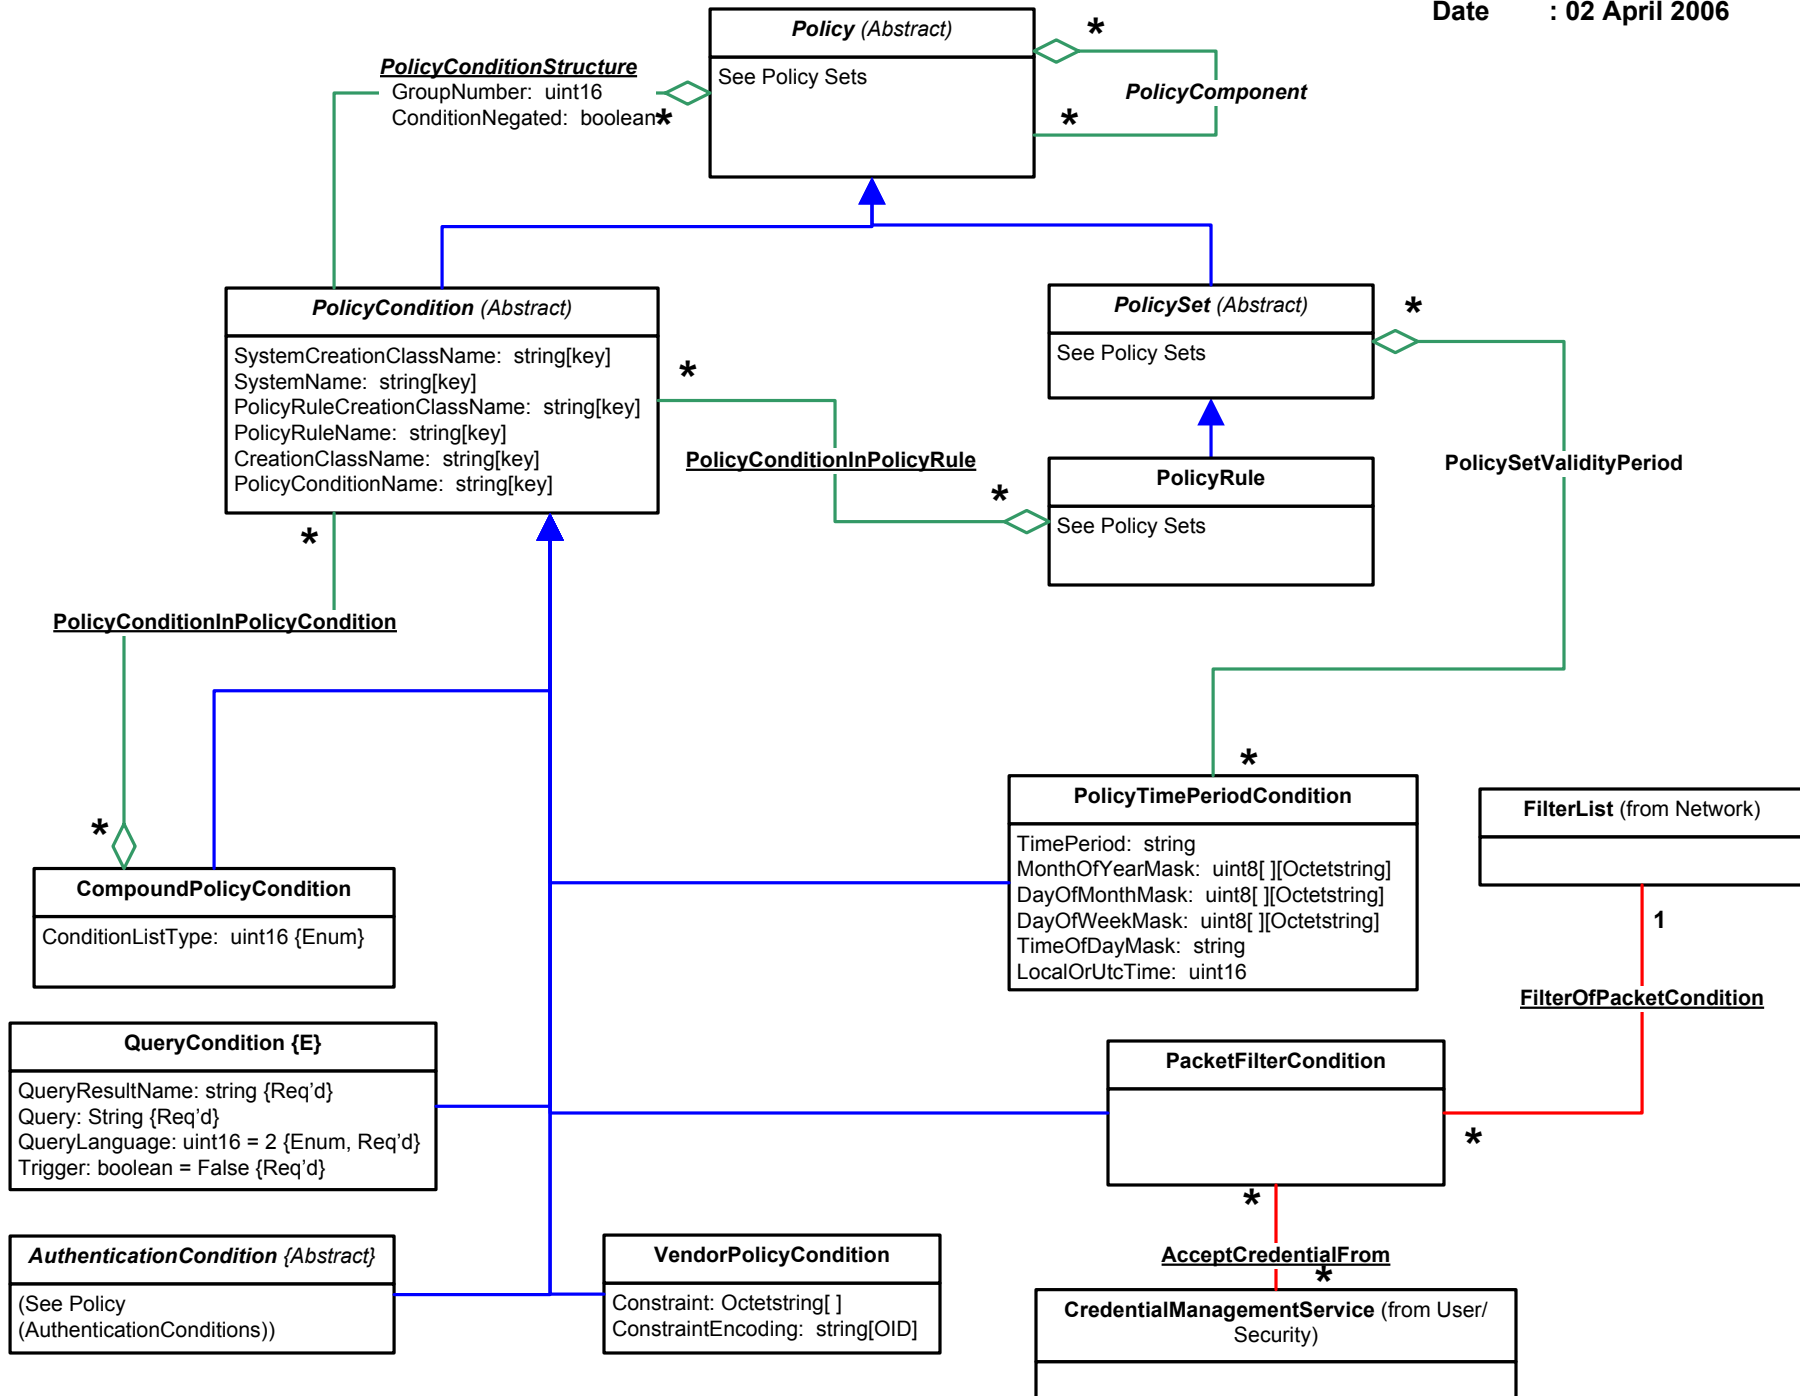 Date : 02 April 2006
Policy (Abstract)
See Policy Sets
*
PolicyComponent
*
PolicyConditionStructure
GroupNumber: uint16
ConditionNegated: boolean
*
PolicyCondition (Abstract)
SystemCreationClassName: string[key]
SystemName: string[key]
PolicyRuleCreationClassName: string[key]
PolicyRuleName: string[key]
CreationClassName: string[key]
PolicyConditionName: string[key]
*
PolicyConditionInPolicyRule
*
PolicySet (Abstract)
See Policy Sets
*
PolicySetValidityPeriod
PolicyRule
See Policy Sets
*
PolicyConditionInPolicyCondition
*
CompoundPolicyCondition
ConditionListType: uint16 {Enum}
*
PolicyTimePeriodCondition
TimePeriod: string
MonthOfYearMask: uint8[ ][Octetstring]
DayOfMonthMask: uint8[ ][Octetstring]
DayOfWeekMask: uint8[ ][Octetstring]
TimeOfDayMask: string
LocalOrUtcTime: uint16
FilterList (from Network)
1
FilterOfPacketCondition
*
QueryCondition {E}
QueryResultName: string {Req’d}
Query: String {Req’d}
QueryLanguage: uint16 = 2 {Enum, Req’d}
Trigger: boolean = False {Req’d}
PacketFilterCondition
*
AcceptCredentialFrom
*
AuthenticationCondition {Abstract}
(See Policy
(AuthenticationConditions))
VendorPolicyCondition
Constraint: Octetstring[ ]
ConstraintEncoding: string[OID]
CredentialManagementService (from User/
Security)